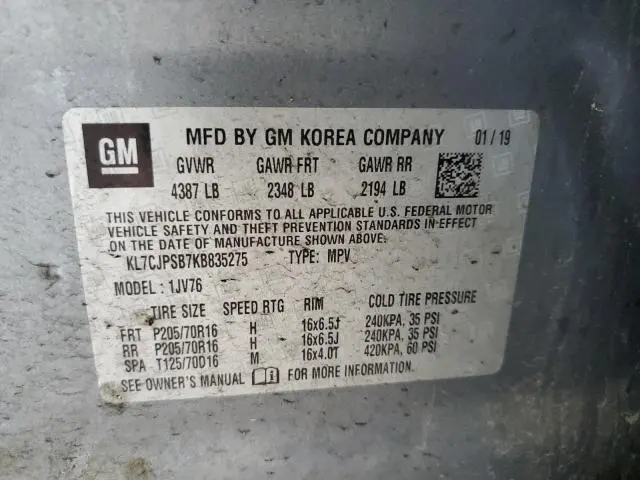 GM MFD BY GM KOREA COMPANY 01/19
GVWR GAWR FRT GAWR RR
4387 LB 2348 LB 2194 LB
THIS VEHICLE CONFORMS TO ALL APPLICABLE U.S. FEDERAL MOTOR
VEHICLE SAFETY AND THEFT PREVENTION STANDARDS IN EFFECT
ON THE DATE OF MANUFACTURE SHOWN ABOVE.
KL7CJPSB7KB835275 TYPE: MPV
MODEL: 1JV76
TIRE SIZE SPEED RTG RIM COLD TIRE PRESSURE
FRT P205/70R16 H 16x6.5J 240KPA, 35 PSI
RR P205/70R16 H 16x6.5J 240KPA, 35 PSI
SPA T125/70D16 M 16x4.0T 420KPA, 60 PSI
SEE OWNER'S MANUAL FOR MORE INFORMATION.